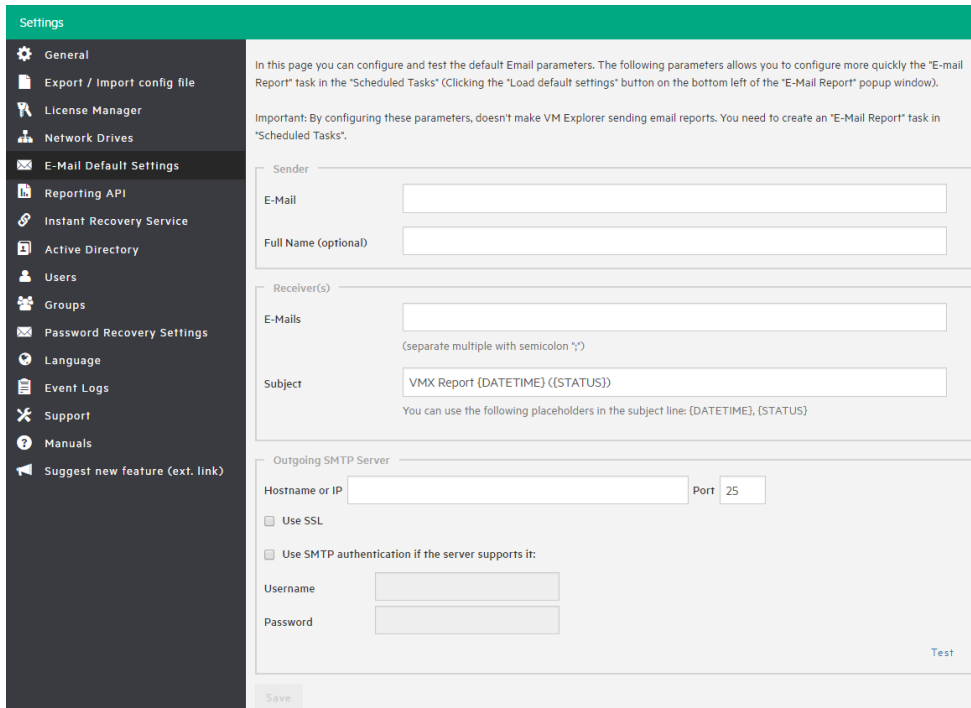 Settings
General
Export / Import config file
License Manager
Network Drives
E-Mail Default Settings
Reporting API
Instant Recovery Service
Active Directory
Users
Groups
Password Recovery Settings
Language
Event Logs
Support
Manuals
Suggest new feature (ext. link)
In this page you can configure and test the default Email parameters. The following parameters allows you to configure more quickly the "E-mail
Report" task in the "Scheduled Tasks" (Clicking the "Load default settings" button on the bottom left of the "E-Mail Report" popup window).
Important: By configuring these parameters, doesn't make VM Explorer sending email reports. You need to create an "E-Mail Report" task in
"Scheduled Tasks".
Sender
E-Mail
Full Name (optional)
Receiver(s)
E-Mails
(separate multiple with semicolon ";")
Subject VMX Report {DATETIME} ({STATUS})
You can use the following placeholders in the subject line: {DATETIME}, {STATUS}
Outgoing SMTP Server
Hostname or IP Port 25
Use SSL
Use SMTP authentication if the server supports it:
Username
Password
Test
Save